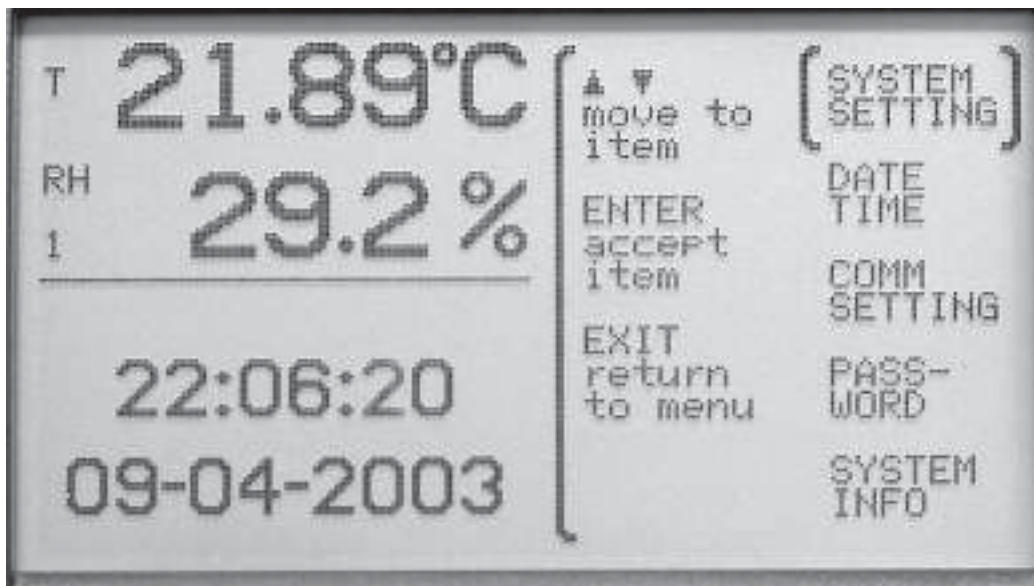 T 21.89°C
RH 29.2 %
1
22:06:20
09-04-2003
▲ ▼
move to
item
ENTER
accept
item
EXIT
return
to menu
SYSTEM
SETTING
DATE
TIME
COMM
SETTING
PASS-
WORD
SYSTEM
INFO